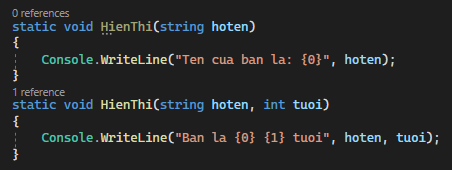 0 references
static void HienThi(string hoten)
{
Console.WriteLine("Ten cua ban la: {0}", hoten);
}
1 reference
static void HienThi(string hoten, int tuoi)
{
Console.WriteLine("Ban la {0} {1} tuoi", hoten, tuoi);
}